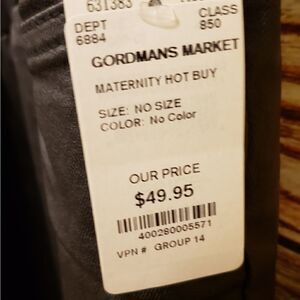 631383
DEPT CLASS
6884 850
GORDMANS MARKET
MATERNITY HOT BUY
SIZE: NO SIZE
COLOR: No Color
OUR PRICE
$49.95
400280005571
VPN # GROUP 14